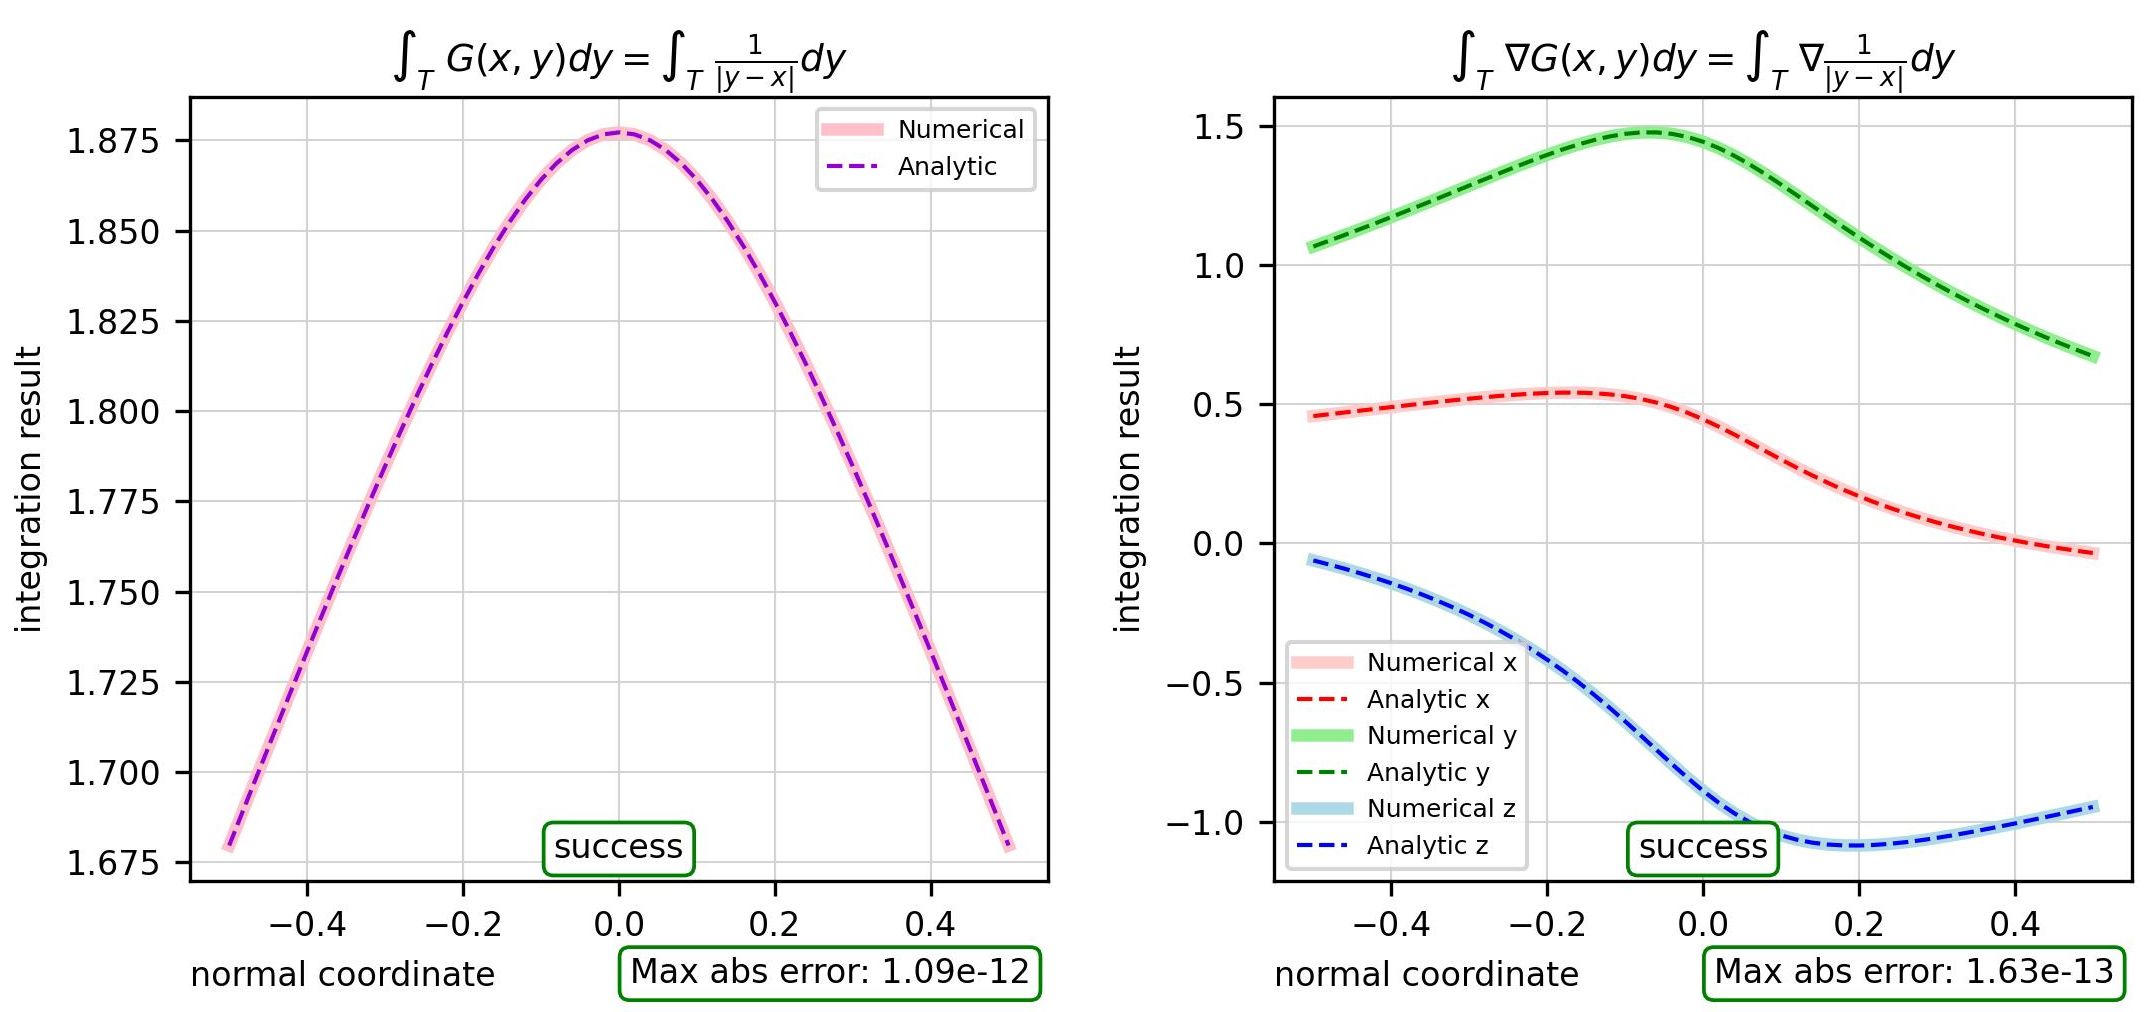 ∫_T G(x, y)dy = ∫_T 1/|y − x| dy
Numerical
Analytic
1.875
1.850
1.825
1.800
1.775
1.750
1.725
1.700
1.675
integration result
success
−0.4 −0.2 0.0 0.2 0.4
normal coordinate
Max abs error: 1.09e-12
∫_T ∇G(x, y)dy = ∫_T ∇ 1/|y − x| dy
1.5
1.0
0.5
0.0
−0.5
−1.0
integration result
Numerical x
Analytic x
Numerical y
Analytic y
Numerical z
Analytic z
success
−0.4 −0.2 0.0 0.2 0.4
normal coordinate
Max abs error: 1.63e-13